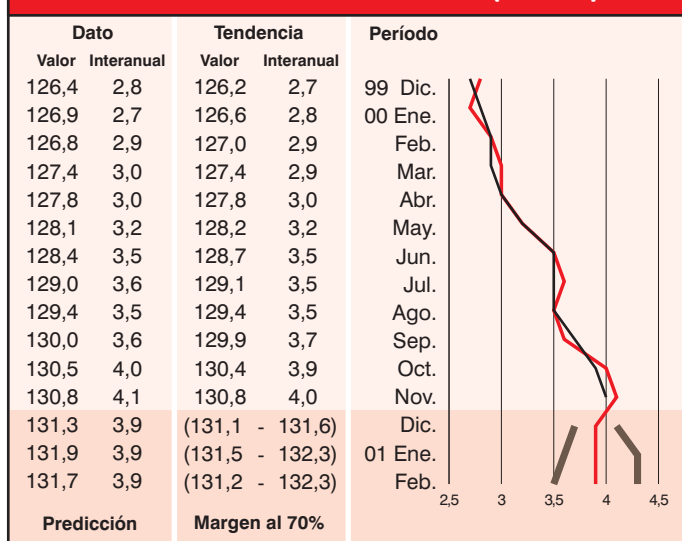 Dato Tendencia Período
Valor Interanual Valor Interanual
126,4 2,8 126,2 2,7 99 Dic.
126,9 2,7 126,6 2,8 00 Ene.
126,8 2,9 127,0 2,9 Feb.
127,4 3,0 127,4 2,9 Mar.
127,8 3,0 127,8 3,0 Abr.
128,1 3,2 128,2 3,2 May.
128,4 3,5 128,7 3,5 Jun.
129,0 3,6 129,1 3,5 Jul.
129,4 3,5 129,4 3,5 Ago.
130,0 3,6 129,9 3,7 Sep.
130,5 4,0 130,4 3,9 Oct.
130,8 4,1 130,8 4,0 Nov.
131,3 3,9 (131,1 - 131,6) Dic.
131,9 3,9 (131,5 - 132,3) 01 Ene.
131,7 3,9 (131,2 - 132,3) Feb.
2,5 3 3,5 4 4,5
Predicción Margen al 70%